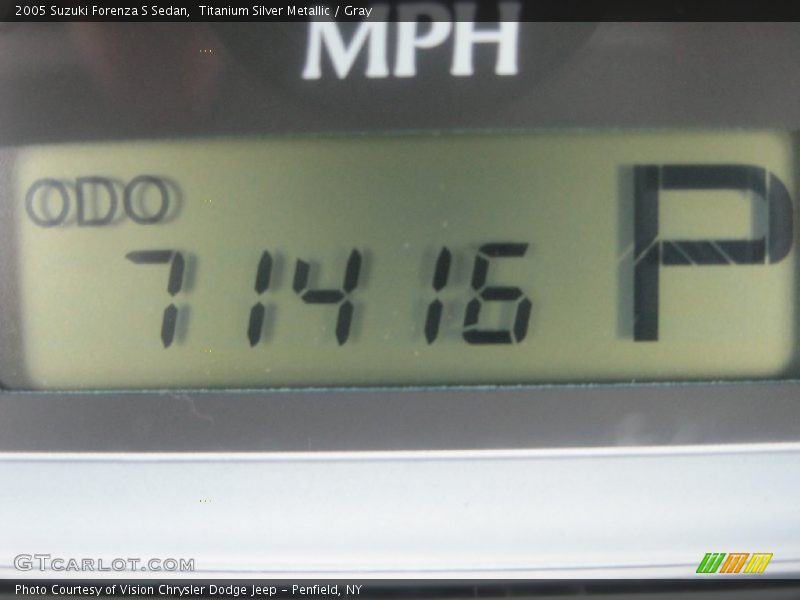 2005 Suzuki Forenza S Sedan,  Titanium Silver Metallic / Gray
MPH
ODO
71416 P
GTCARLOT.COM
Photo Courtesy of Vision Chrysler Dodge Jeep - Penfield, NY